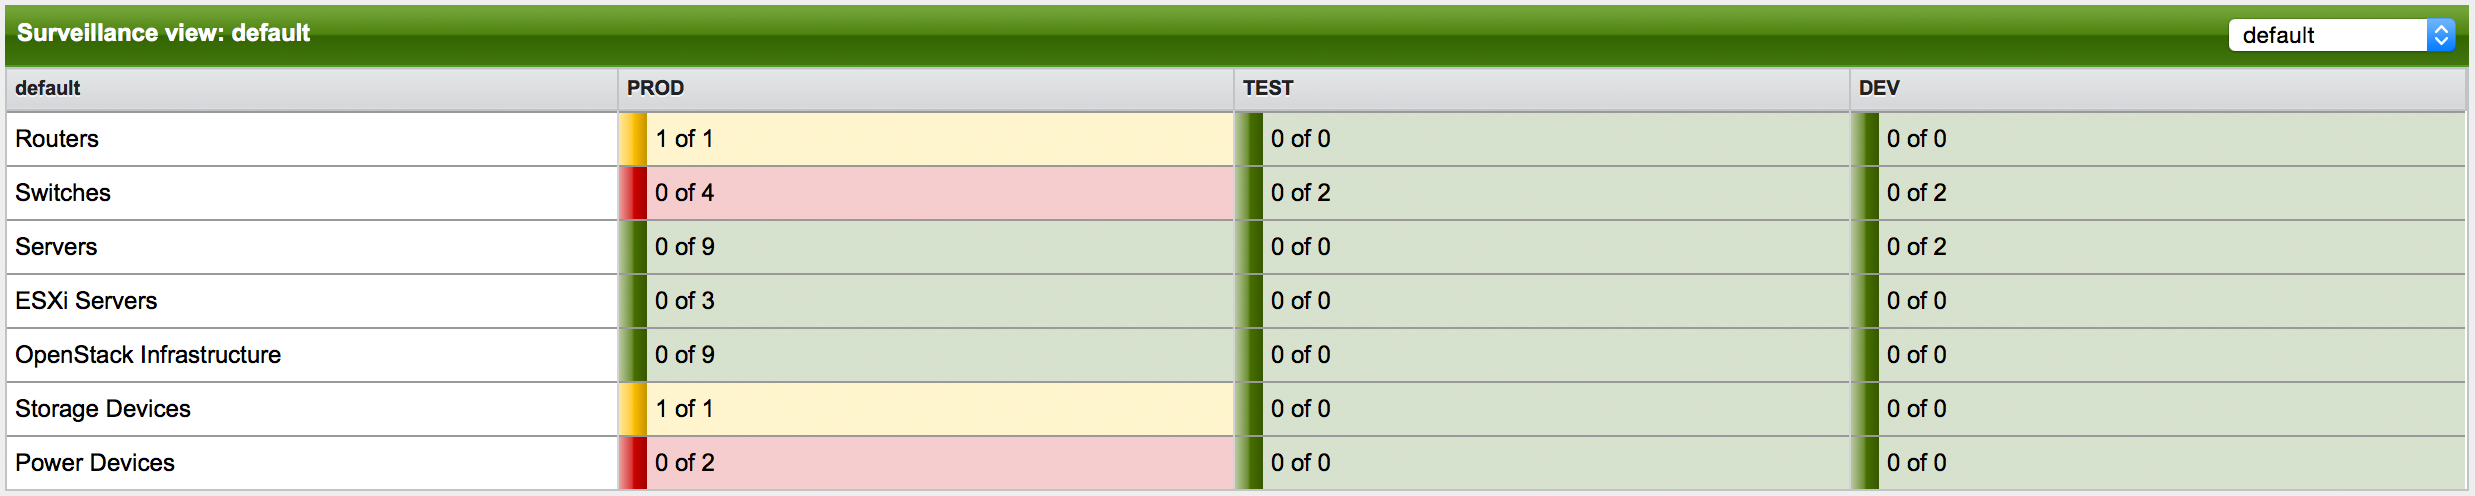 Surveillance view: default default
default PROD TEST DEV
Routers 1 of 1 0 of 0 0 of 0
Switches 0 of 4 0 of 2 0 of 2
Servers 0 of 9 0 of 0 0 of 2
ESXi Servers 0 of 3 0 of 0 0 of 0
OpenStack Infrastructure 0 of 9 0 of 0 0 of 0
Storage Devices 1 of 1 0 of 0 0 of 0
Power Devices 0 of 2 0 of 0 0 of 0